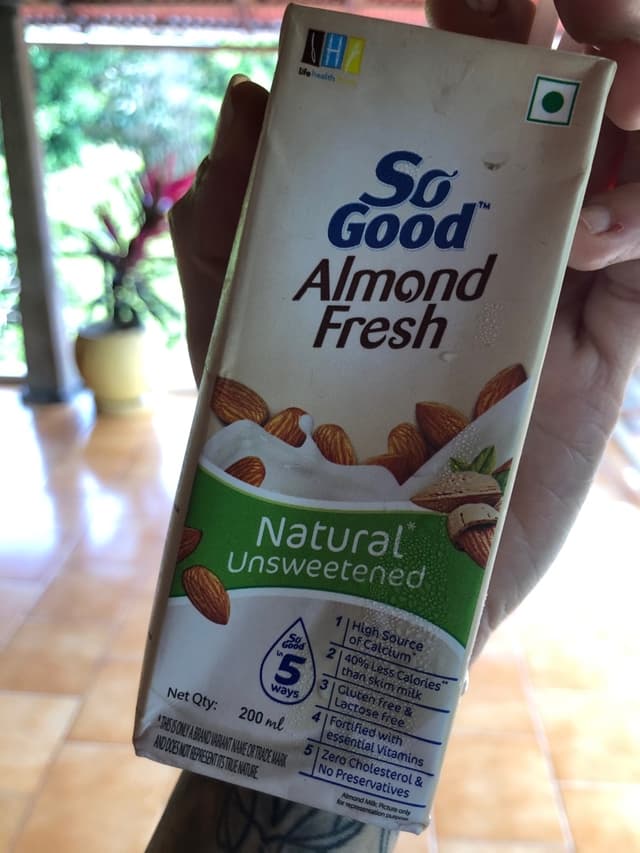 LHF
life health
So
Good™
Almond
Fresh
Natural*
Unsweetened
So
Good
in
5
ways
1 High Source
of Calcium*
2 40% Less Calories**
than skim milk
3 Gluten free &
Lactose free
4 Fortified with
essential Vitamins
5 Zero Cholesterol &
No Preservatives
Net Qty: 200 ml
*THIS IS ONLY A BRAND VARIANT NAME OR TRADE MARK
AND DOES NOT REPRESENT ITS TRUE NATURE.
Almond Milk Picture only
for representation purpose